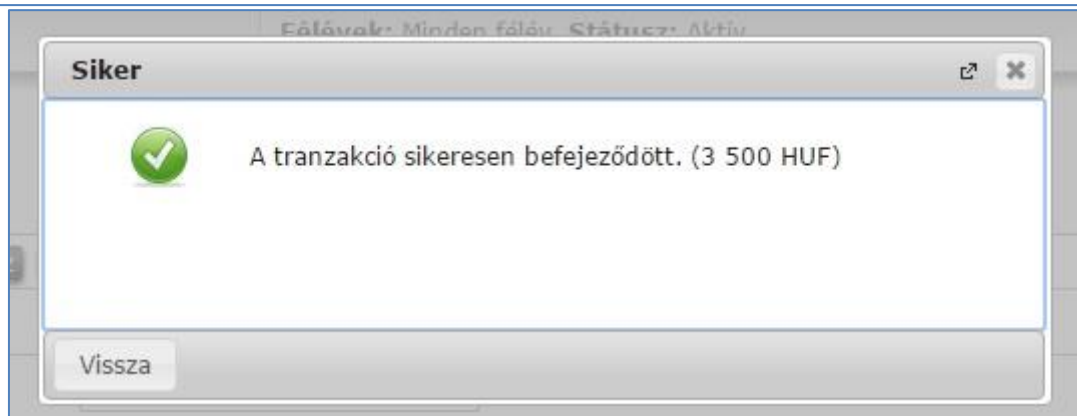 Félévek: Minden félév, Státusz: Aktív
Siker
A tranzakció sikeresen befejeződött. (3 500 HUF)
Vissza